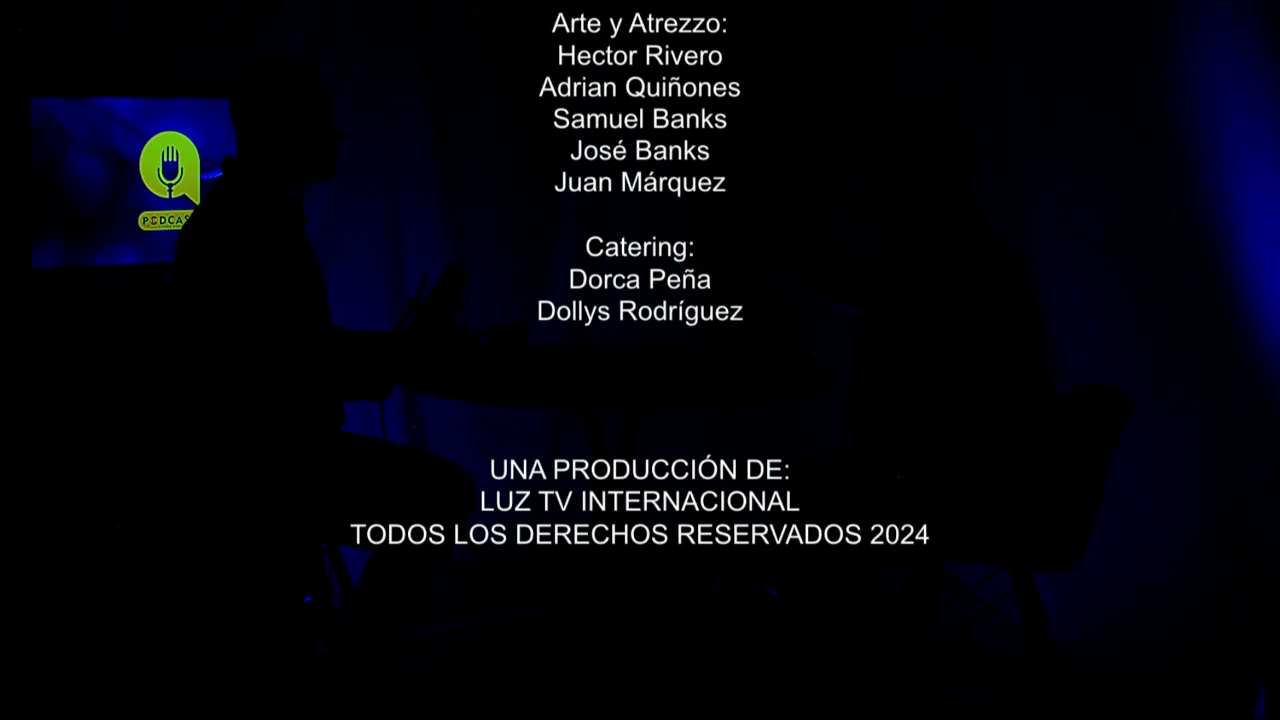 Arte y Atrezzo:
Hector Rivero
Adrian Quiñones
Samuel Banks
José Banks
Juan Márquez
PODCAS
Catering:
Dorca Peña
Dollys Rodríguez
UNA PRODUCCIÓN DE:
LUZ TV INTERNACIONAL
TODOS LOS DERECHOS RESERVADOS 2024